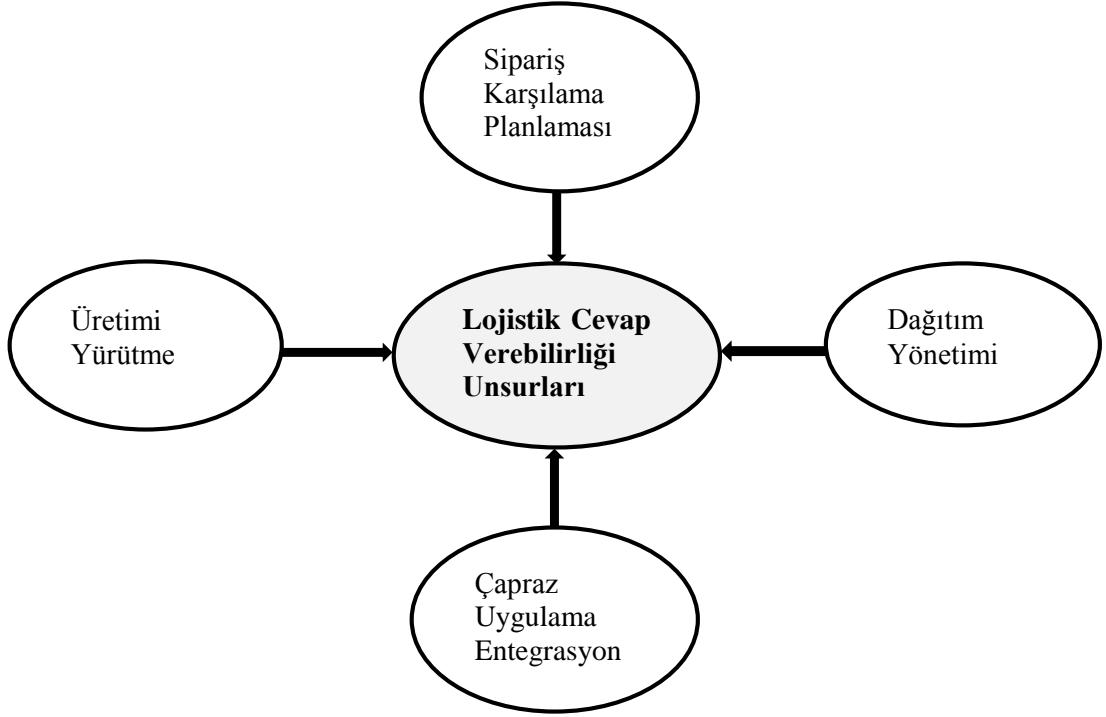 Sipariş
Karşılama
Planlaması
Üretimi
Yürütme
Lojistik Cevap
Verebilirliği
Unsurları
Dağıtım
Yönetimi
Çapraz
Uygulama
Entegrasyon